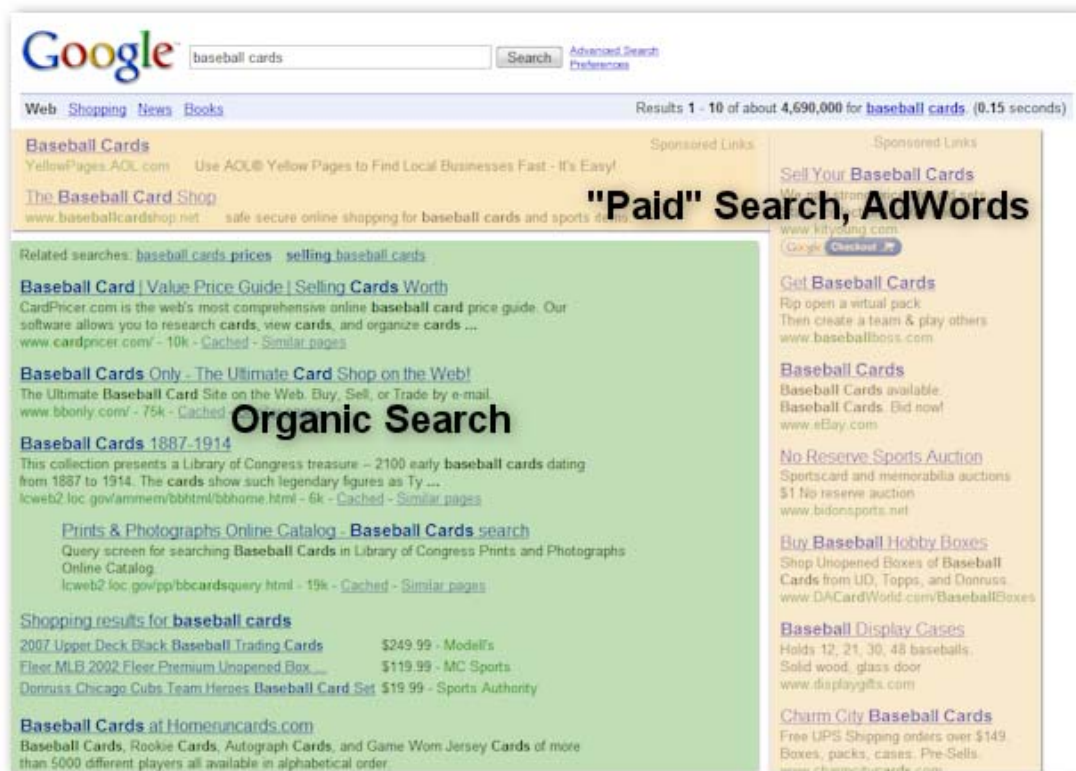 Google
baseball cards
Search
Advanced Search
Preferences
Web Shopping News Books
Results 1 - 10 of about 4,690,000 for baseball cards. (0.15 seconds)
Baseball Cards
Sponsored Links
YellowPages.AOL.com Use AOL® Yellow Pages to Find Local Businesses Fast - It's Easy!
The Baseball Card Shop
www.baseballcardshop.net safe secure online shopping for baseball cards and sports items
"Paid" Search, AdWords
Related searches: baseball cards prices selling baseball cards
Baseball Card | Value Price Guide | Selling Cards Worth
CardPricer.com is the web's most comprehensive online baseball card price guide. Our
software allows you to research cards, view cards, and organize cards ...
www.cardpricer.com/ - 10k - Cached - Similar pages
Baseball Cards Only - The Ultimate Card Shop on the Web!
The Ultimate Baseball Card Site on the Web. Buy, Sell, or Trade by e-mail.
www.bbonly.com/ - 75k - Cached
Organic Search
Baseball Cards 1887-1914
This collection presents a Library of Congress treasure -- 2100 early baseball cards dating
from 1887 to 1914. The cards show such legendary figures as Ty ...
lcweb2.loc.gov/ammem/bbhtml/bbhome.html - 6k - Cached - Similar pages
Prints & Photographs Online Catalog - Baseball Cards search
Query screen for searching Baseball Cards in Library of Congress Prints and Photographs
Online Catalog.
lcweb2.loc.gov/pp/bbcardsquery.html - 19k - Cached - Similar pages
Shopping results for baseball cards
2007 Upper Deck Black Baseball Trading Cards $249.99 - Modell's
Fleer MLB 2002 Fleer Premium Unopened Box ... $119.99 - MC Sports
Donruss Chicago Cubs Team Heroes Baseball Card Set $19.99 - Sports Authority
Baseball Cards at Homeruncards.com
Baseball Cards, Rookie Cards, Autograph Cards, and Game Worn Jersey Cards of more
than 5000 different players all available in alphabetical order.
Sponsored Links
Sell Your Baseball Cards
www.kityoung.com
Google Checkout
Get Baseball Cards
Rip open a virtual pack
Then create a team & play others
www.baseballboss.com
Baseball Cards
Baseball Cards available.
Baseball Cards. Bid now!
www.eBay.com
No Reserve Sports Auction
Sportscard and memorabilia auctions
$1 No reserve auction
www.bidonsports.net
Buy Baseball Hobby Boxes
Shop Unopened Boxes of Baseball
Cards from UD, Topps, and Donruss.
www.DACardWorld.com/BaseballBoxes
Baseball Display Cases
Holds 12, 21, 30, 48 baseballs.
Solid wood, glass door
www.displaygifts.com
Charm City Baseball Cards
Free UPS Shipping orders over $149.
Boxes, packs, cases. Pre-Sells.